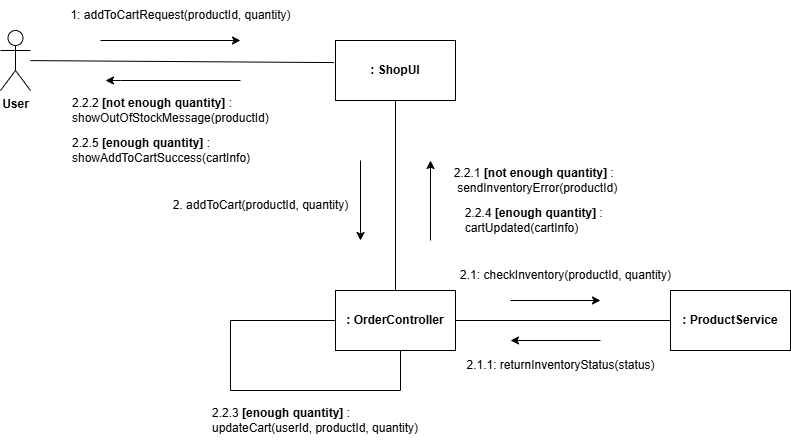 1: addToCartRequest(productId, quantity)
: ShopUI
User
2.2.2 [not enough quantity] :
showOutOfStockMessage(productId)
2.2.5 [enough quantity] :
showAddToCartSuccess(cartInfo)
2.2.1 [not enough quantity] :
sendInventoryError(productId)
2. addToCart(productId, quantity)
2.2.4 [enough quantity] :
cartUpdated(cartInfo)
2.1: checkInventory(productId, quantity)
: OrderController
: ProductService
2.1.1: returnInventoryStatus(status)
2.2.3 [enough quantity] :
updateCart(userId, productId, quantity)